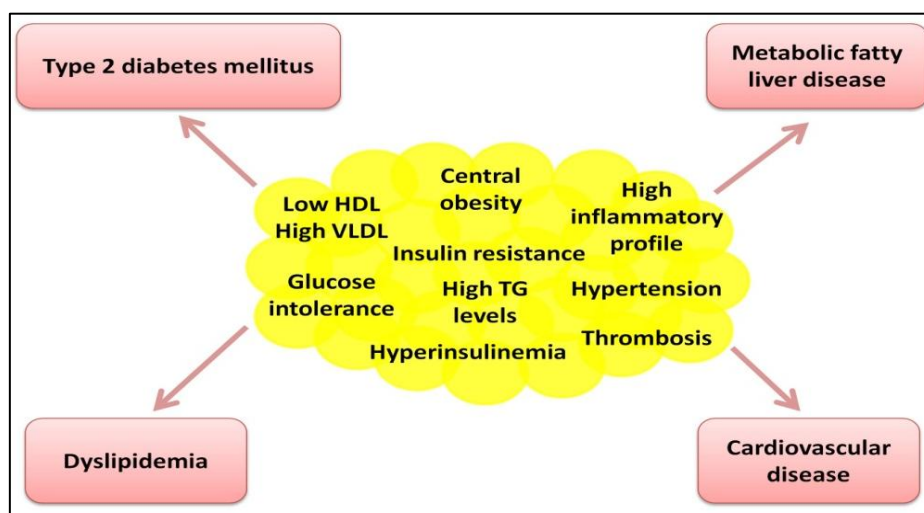 Type 2 diabetes mellitus
Metabolic fatty
liver disease
Central
obesity
Low HDL
High VLDL
High
inflammatory
profile
Insulin resistance
Glucose
intolerance
High TG
levels
Hypertension
Thrombosis
Hyperinsulinemia
Dyslipidemia
Cardiovascular
disease